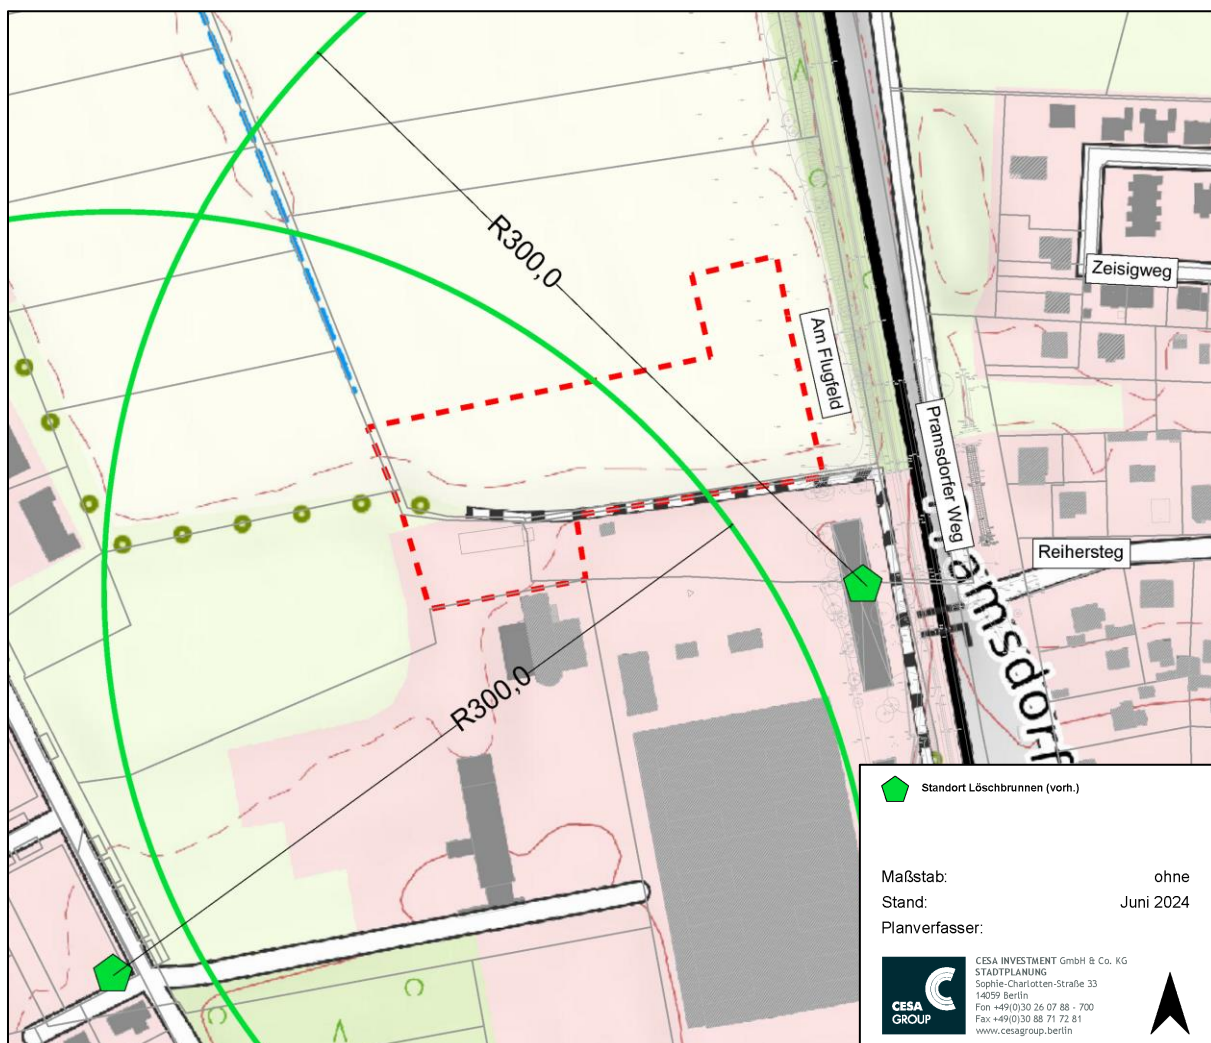 R300,0
Zeisigweg
Am Flugfeld
Pramsdorfer Weg
Reihersteg
R300,0
Standort Löschbrunnen (vorh.)
Maßstab: ohne
Stand: Juni 2024
Planverfasser:
CESA
GROUP
CESA INVESTMENT GmbH & Co. KG
STADTPLANUNG
Sophie-Charlotten-Straße 33
14059 Berlin
Fon +49(0)30 26 07 88 - 700
Fax +49(0)30 88 71 72 81
www.cesagroup.berlin